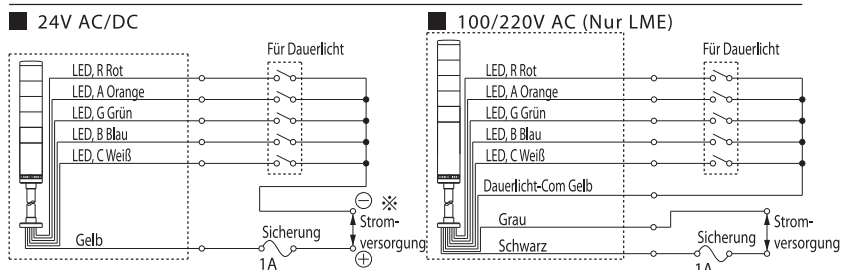 24V AC/DC
Für Dauerlicht
LED, R Rot
LED, A Orange
LED, G Grün
LED, B Blau
LED, C Weiß
⊖ ※
Strom-
versorgung
Gelb
Sicherung
1A
⊕
100/220V AC (Nur LME)
Für Dauerlicht
LED, R Rot
LED, A Orange
LED, G Grün
LED, B Blau
LED, C Weiß
Dauerlicht-Com Gelb
Grau
Schwarz
Sicherung
1A
Strom-
versorgung